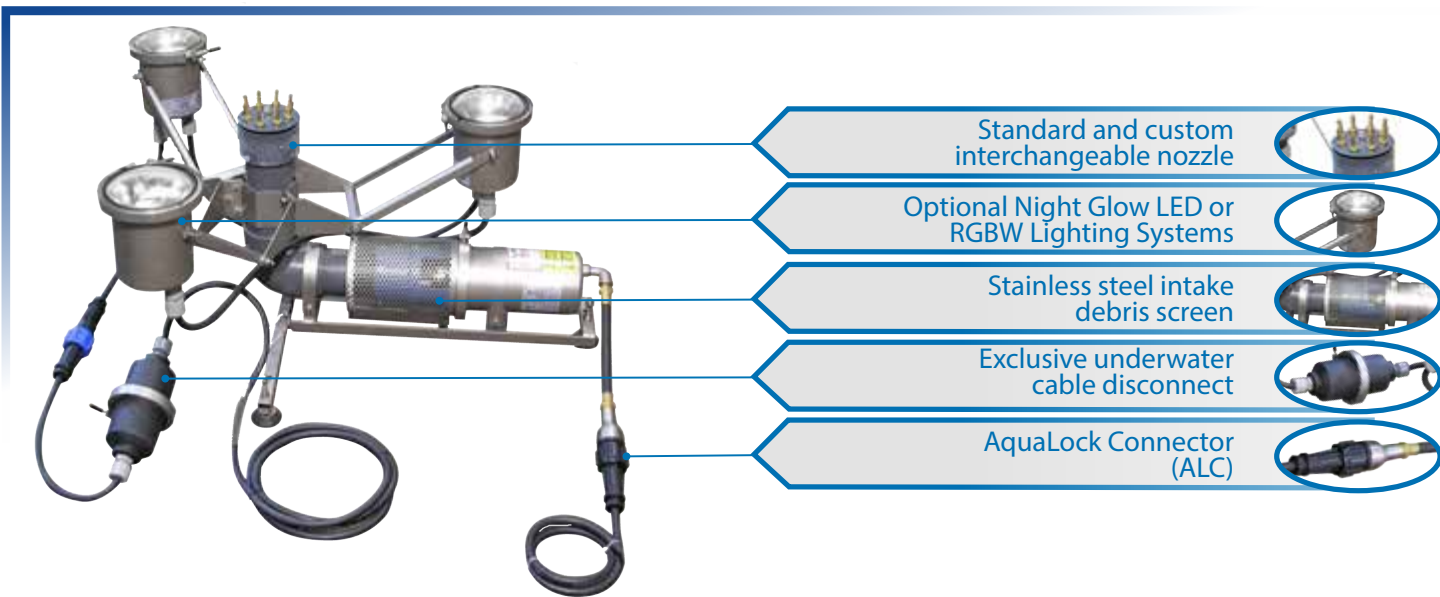 Standard and custom
interchangeable nozzle
Optional Night Glow LED or
RGBW Lighting Systems
Stainless steel intake
debris screen
Exclusive underwater
cable disconnect
AquaLock Connector
(ALC)